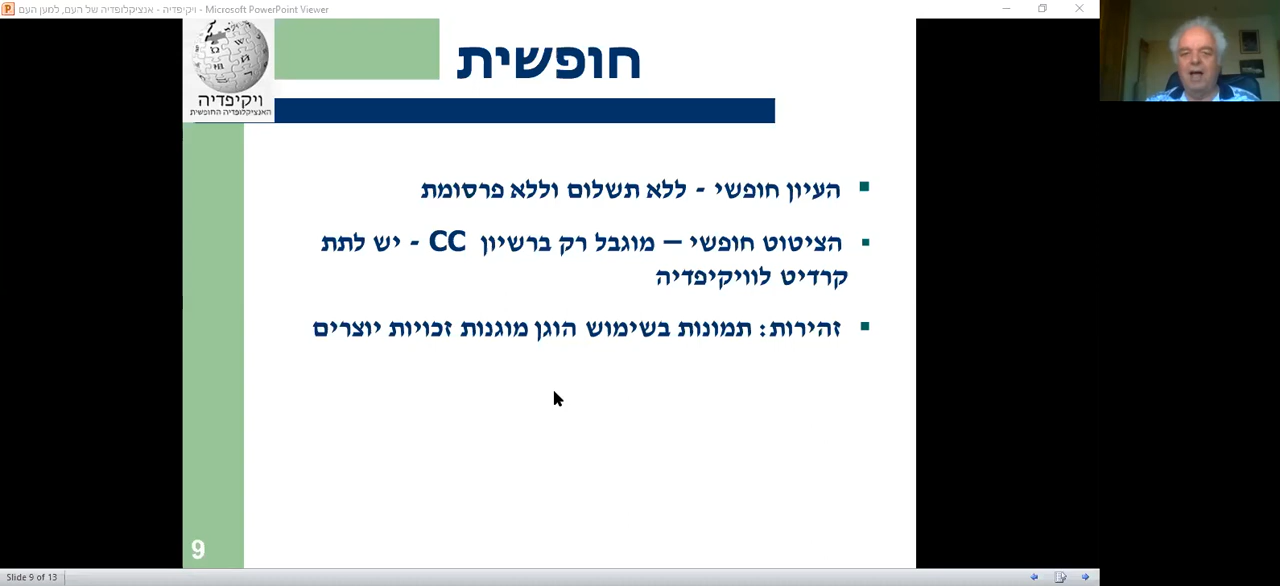 ויקיפדיה - אנציקלופדיה של העם, למען העם - Microsoft PowerPoint Viewer
חופשית
ויקיפדיה
האנציקלופדיה החופשית
העיון חופשי - ללא תשלום וללא פרסומת
הציטוט חופשי – מוגבל רק ברשיון CC - יש לתת
קרדיט לוויקיפדיה
זהירות: תמונות בשימוש הוגן מוגנות זכויות יוצרים
9
Slide 9 of 13